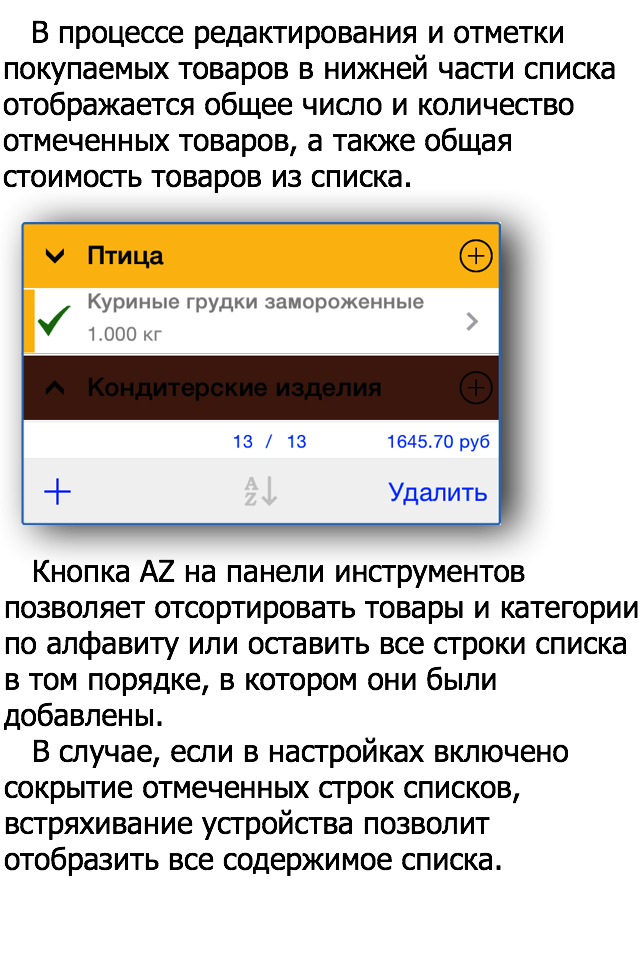 В процессе редактирования и отметки
покупаемых товаров в нижней части списка
отображается общее число и количество
отмеченных товаров, а также общая
стоимость товаров из списка.
Птица
Куриные грудки замороженные
1.000 кг
Кондитерские изделия
13 / 13 1645.70 руб
AZ Удалить
Кнопка AZ на панели инструментов
позволяет отсортировать товары и категории
по алфавиту или оставить все строки списка
в том порядке, в котором они были
добавлены.
В случае, если в настройках включено
сокрытие отмеченных строк списков,
встряхивание устройства позволит
отобразить все содержимое списка.